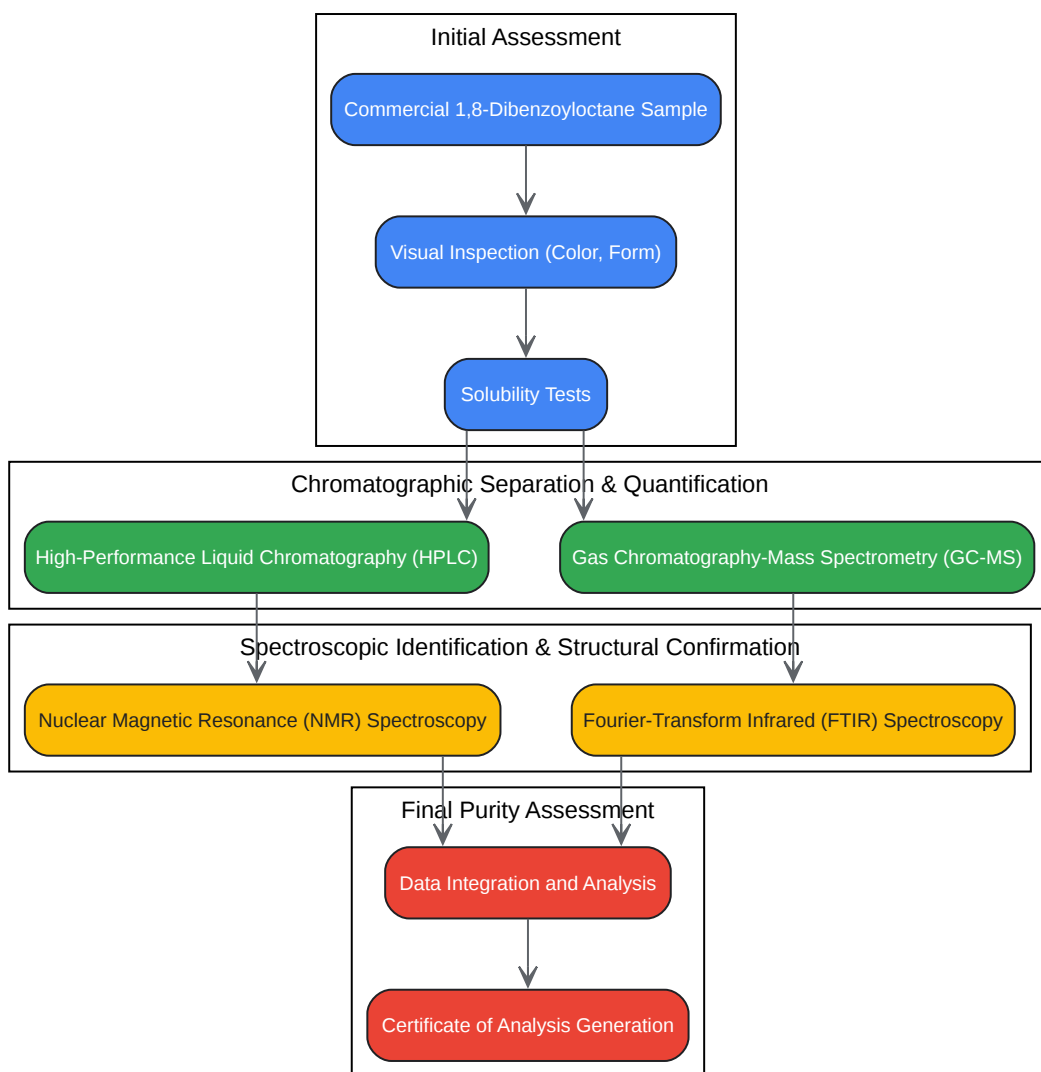 Initial Assessment
Commercial 1,8-Dibenzoyloctane Sample
Visual Inspection (Color, Form)
Solubility Tests
Chromatographic Separation & Quantification
High-Performance Liquid Chromatography (HPLC)
Gas Chromatography-Mass Spectrometry (GC-MS)
Spectroscopic Identification & Structural Confirmation
Nuclear Magnetic Resonance (NMR) Spectroscopy
Fourier-Transform Infrared (FTIR) Spectroscopy
Final Purity Assessment
Data Integration and Analysis
Certificate of Analysis Generation